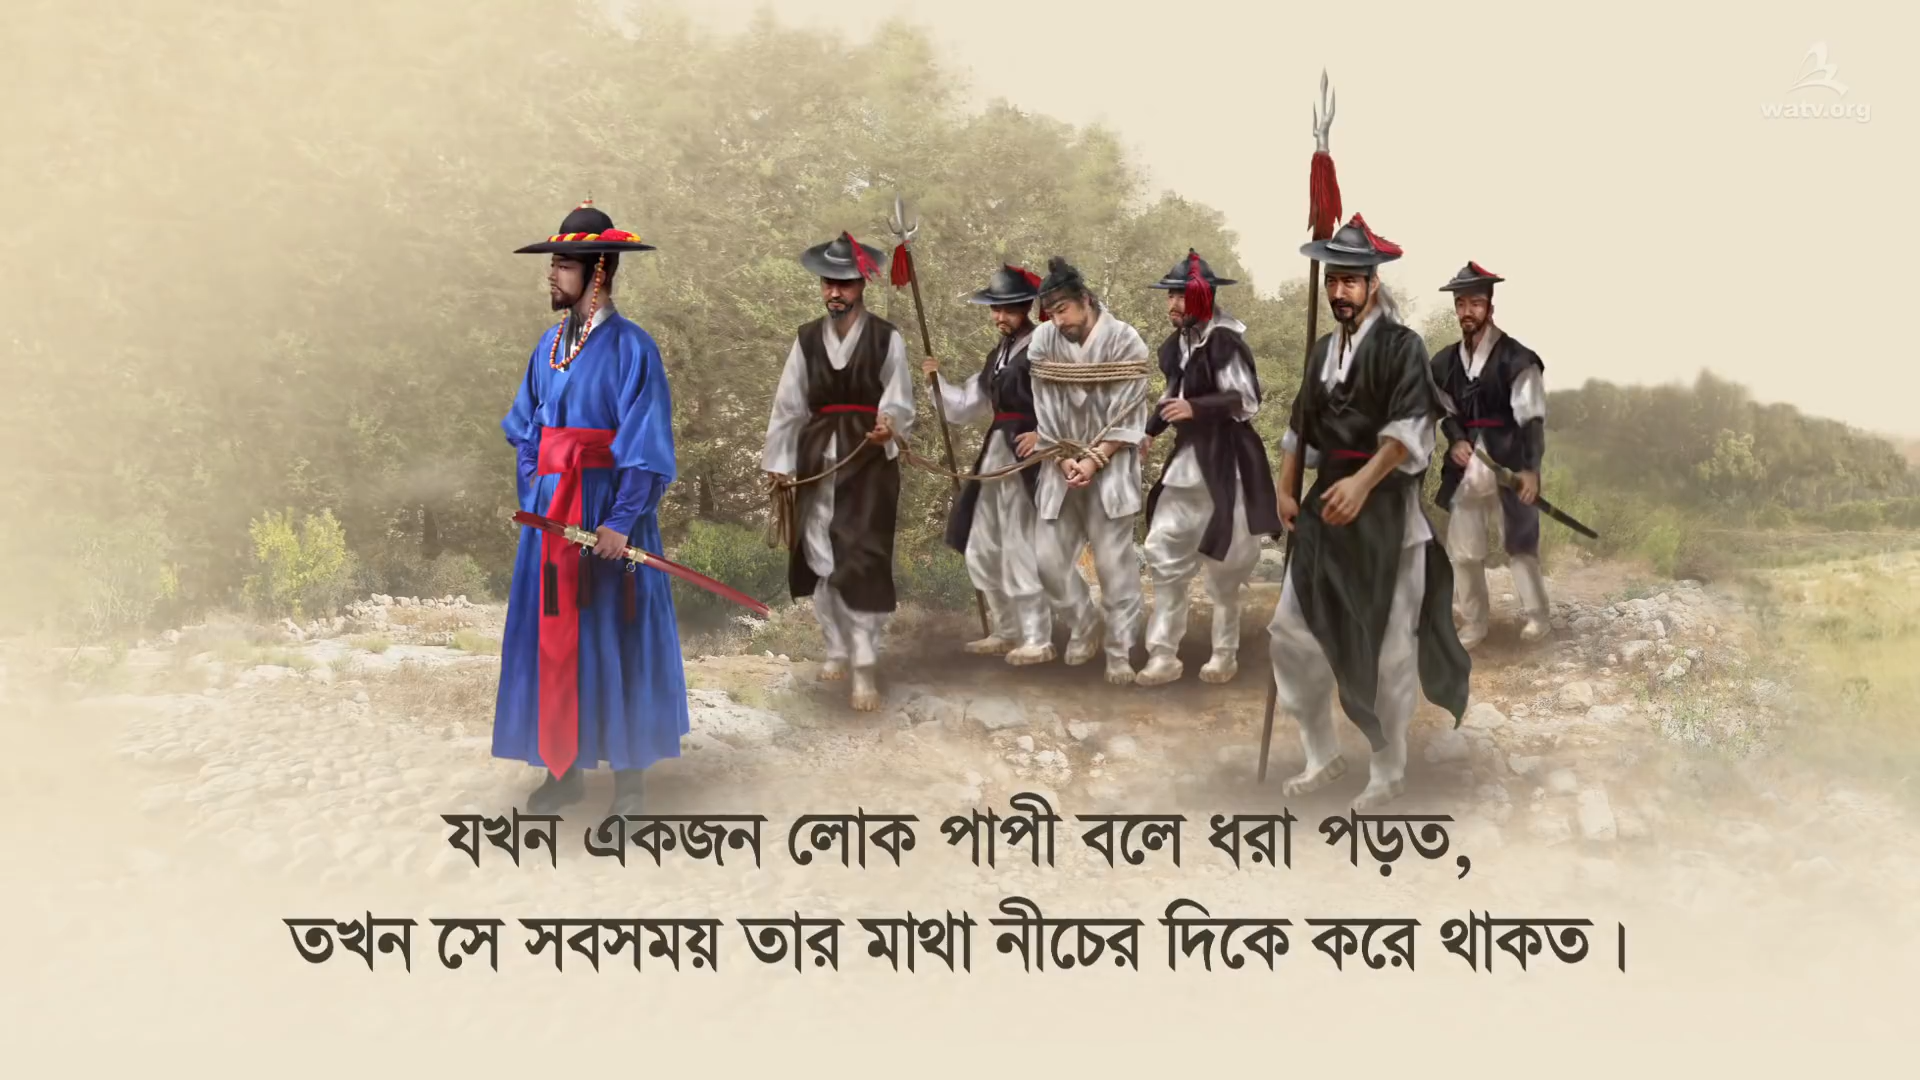 watv.org
যখন একজন লোক পাপী বলে ধরা পড়ত,
তখন সে সবসময় তার মাথা নীচের দিকে করে থাকত।